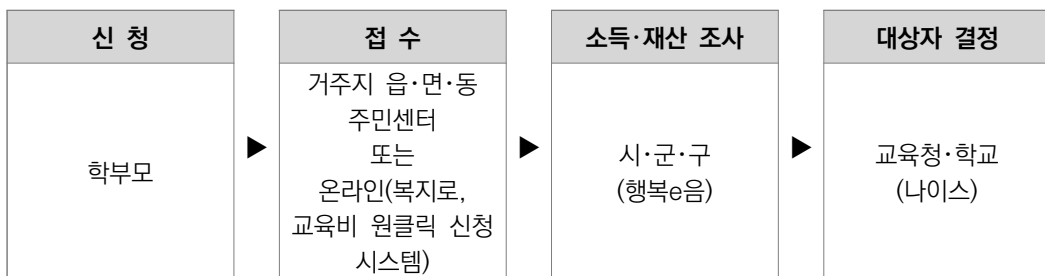 신 청
접 수
소득·재산 조사
대상자 결정
학부모
▶
거주지 읍·면·동
주민센터
또는
온라인(복지로,
교육비 원클릭 신청
시스템)
▶
시·군·구
(행복e음)
▶
교육청·학교
(나이스)